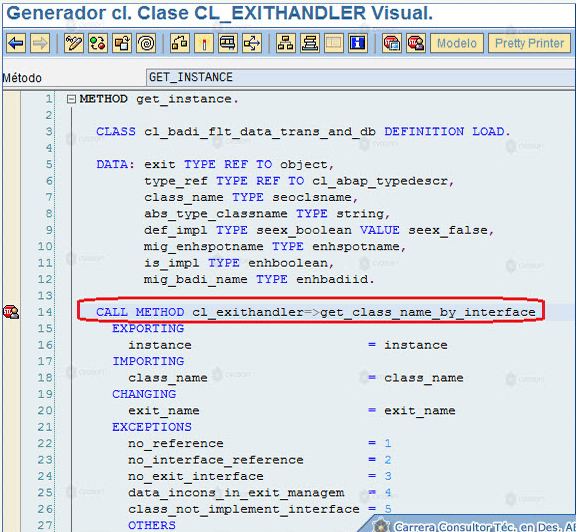 Generador cl. Clase CL_EXITHANDLER Visual.
Modelo Pretty Printer
Método GET_INSTANCE
1 METHOD get_instance.
2
3 CLASS cl_badi_flt_data_trans_and_db DEFINITION LOAD.
4
5 DATA: exit TYPE REF TO object,
6 type_ref TYPE REF TO cl_abap_typedescr,
7 class_name TYPE seoclsname,
8 abs_type_classname TYPE string,
9 def_impl TYPE seex_boolean VALUE seex_false,
10 mig_enhspotname TYPE enhspotname,
11 is_impl TYPE enhboolean,
12 mig_badi_name TYPE enhbadiid.
13
14 CALL METHOD cl_exithandler=>get_class_name_by_interface
15 EXPORTING
16 instance = instance
17 IMPORTING
18 class_name = class_name
19 CHANGING
20 exit_name = exit_name
21 EXCEPTIONS
22 no_reference = 1
23 no_interface_reference = 2
24 no_exit_interface = 3
25 data_incons_in_exit_managem = 4
26 class_not_implement_interface = 5
27 OTHERS
Carrera Consultor Téc. en Des. AB